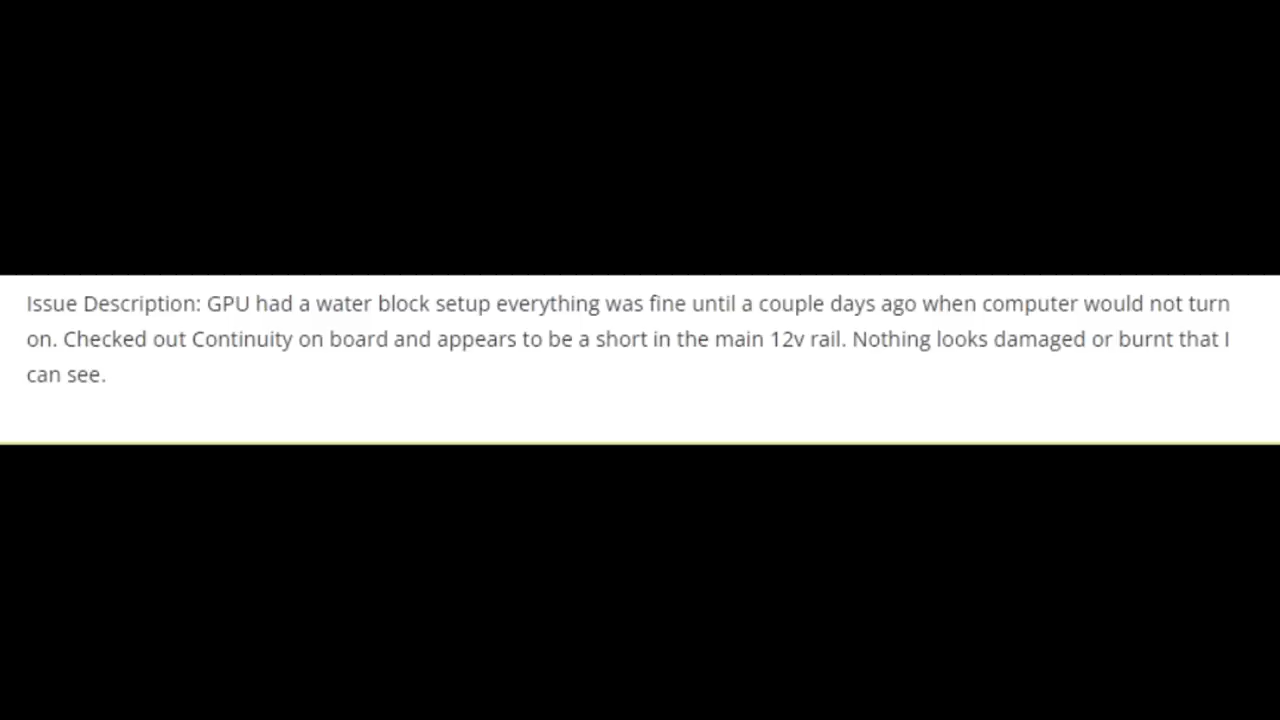 Issue Description: GPU had a water block setup everything was fine until a couple days ago when computer would not turn
on. Checked out Continuity on board and appears to be a short in the main 12v rail. Nothing looks damaged or burnt that I
can see.